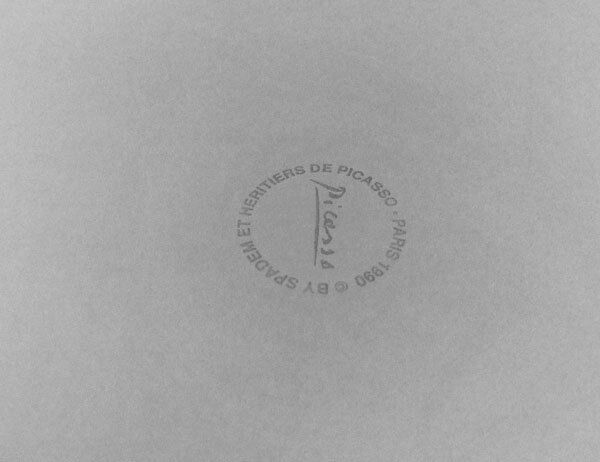 © BY SPADEM ET HERITIERS DE PICASSO - PARIS 1990
Picasso